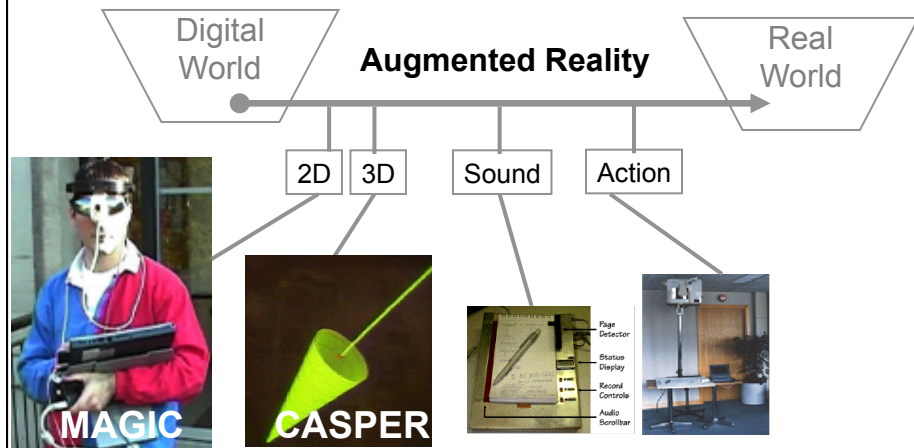 Digital
World
Augmented Reality
Real
World
2D
3D
Sound
Action
MAGIC
CASPER
Page
Detector
Status
Display
Record
Controls
Audio
Scrollbar